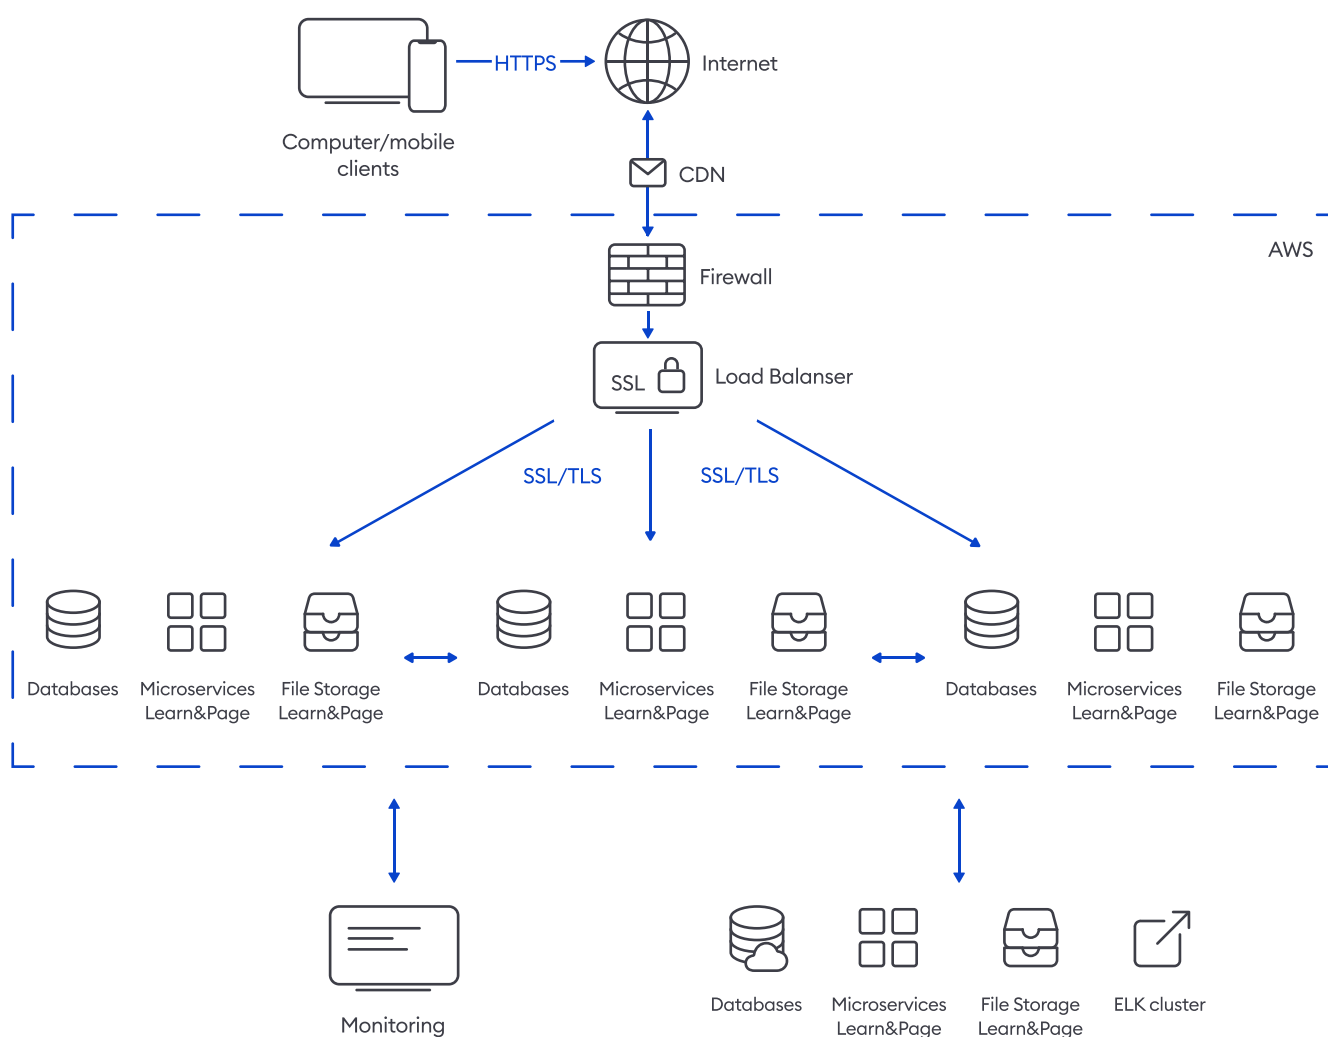 HTTPS
Internet
Computer/mobile
clients
CDN
AWS
Firewall
SSL
Load Balanser
SSL/TLS
SSL/TLS
Databases
Microservices
Learn&Page
File Storage
Learn&Page
Databases
Microservices
Learn&Page
File Storage
Learn&Page
Databases
Microservices
Learn&Page
File Storage
Learn&Page
Monitoring
Databases
Microservices
Learn&Page
File Storage
Learn&Page
ELK cluster